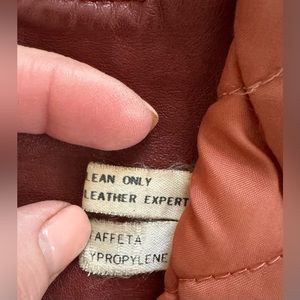 LEAN ONLY
LEATHER EXPERT
AFFETA
YPROPYLENE